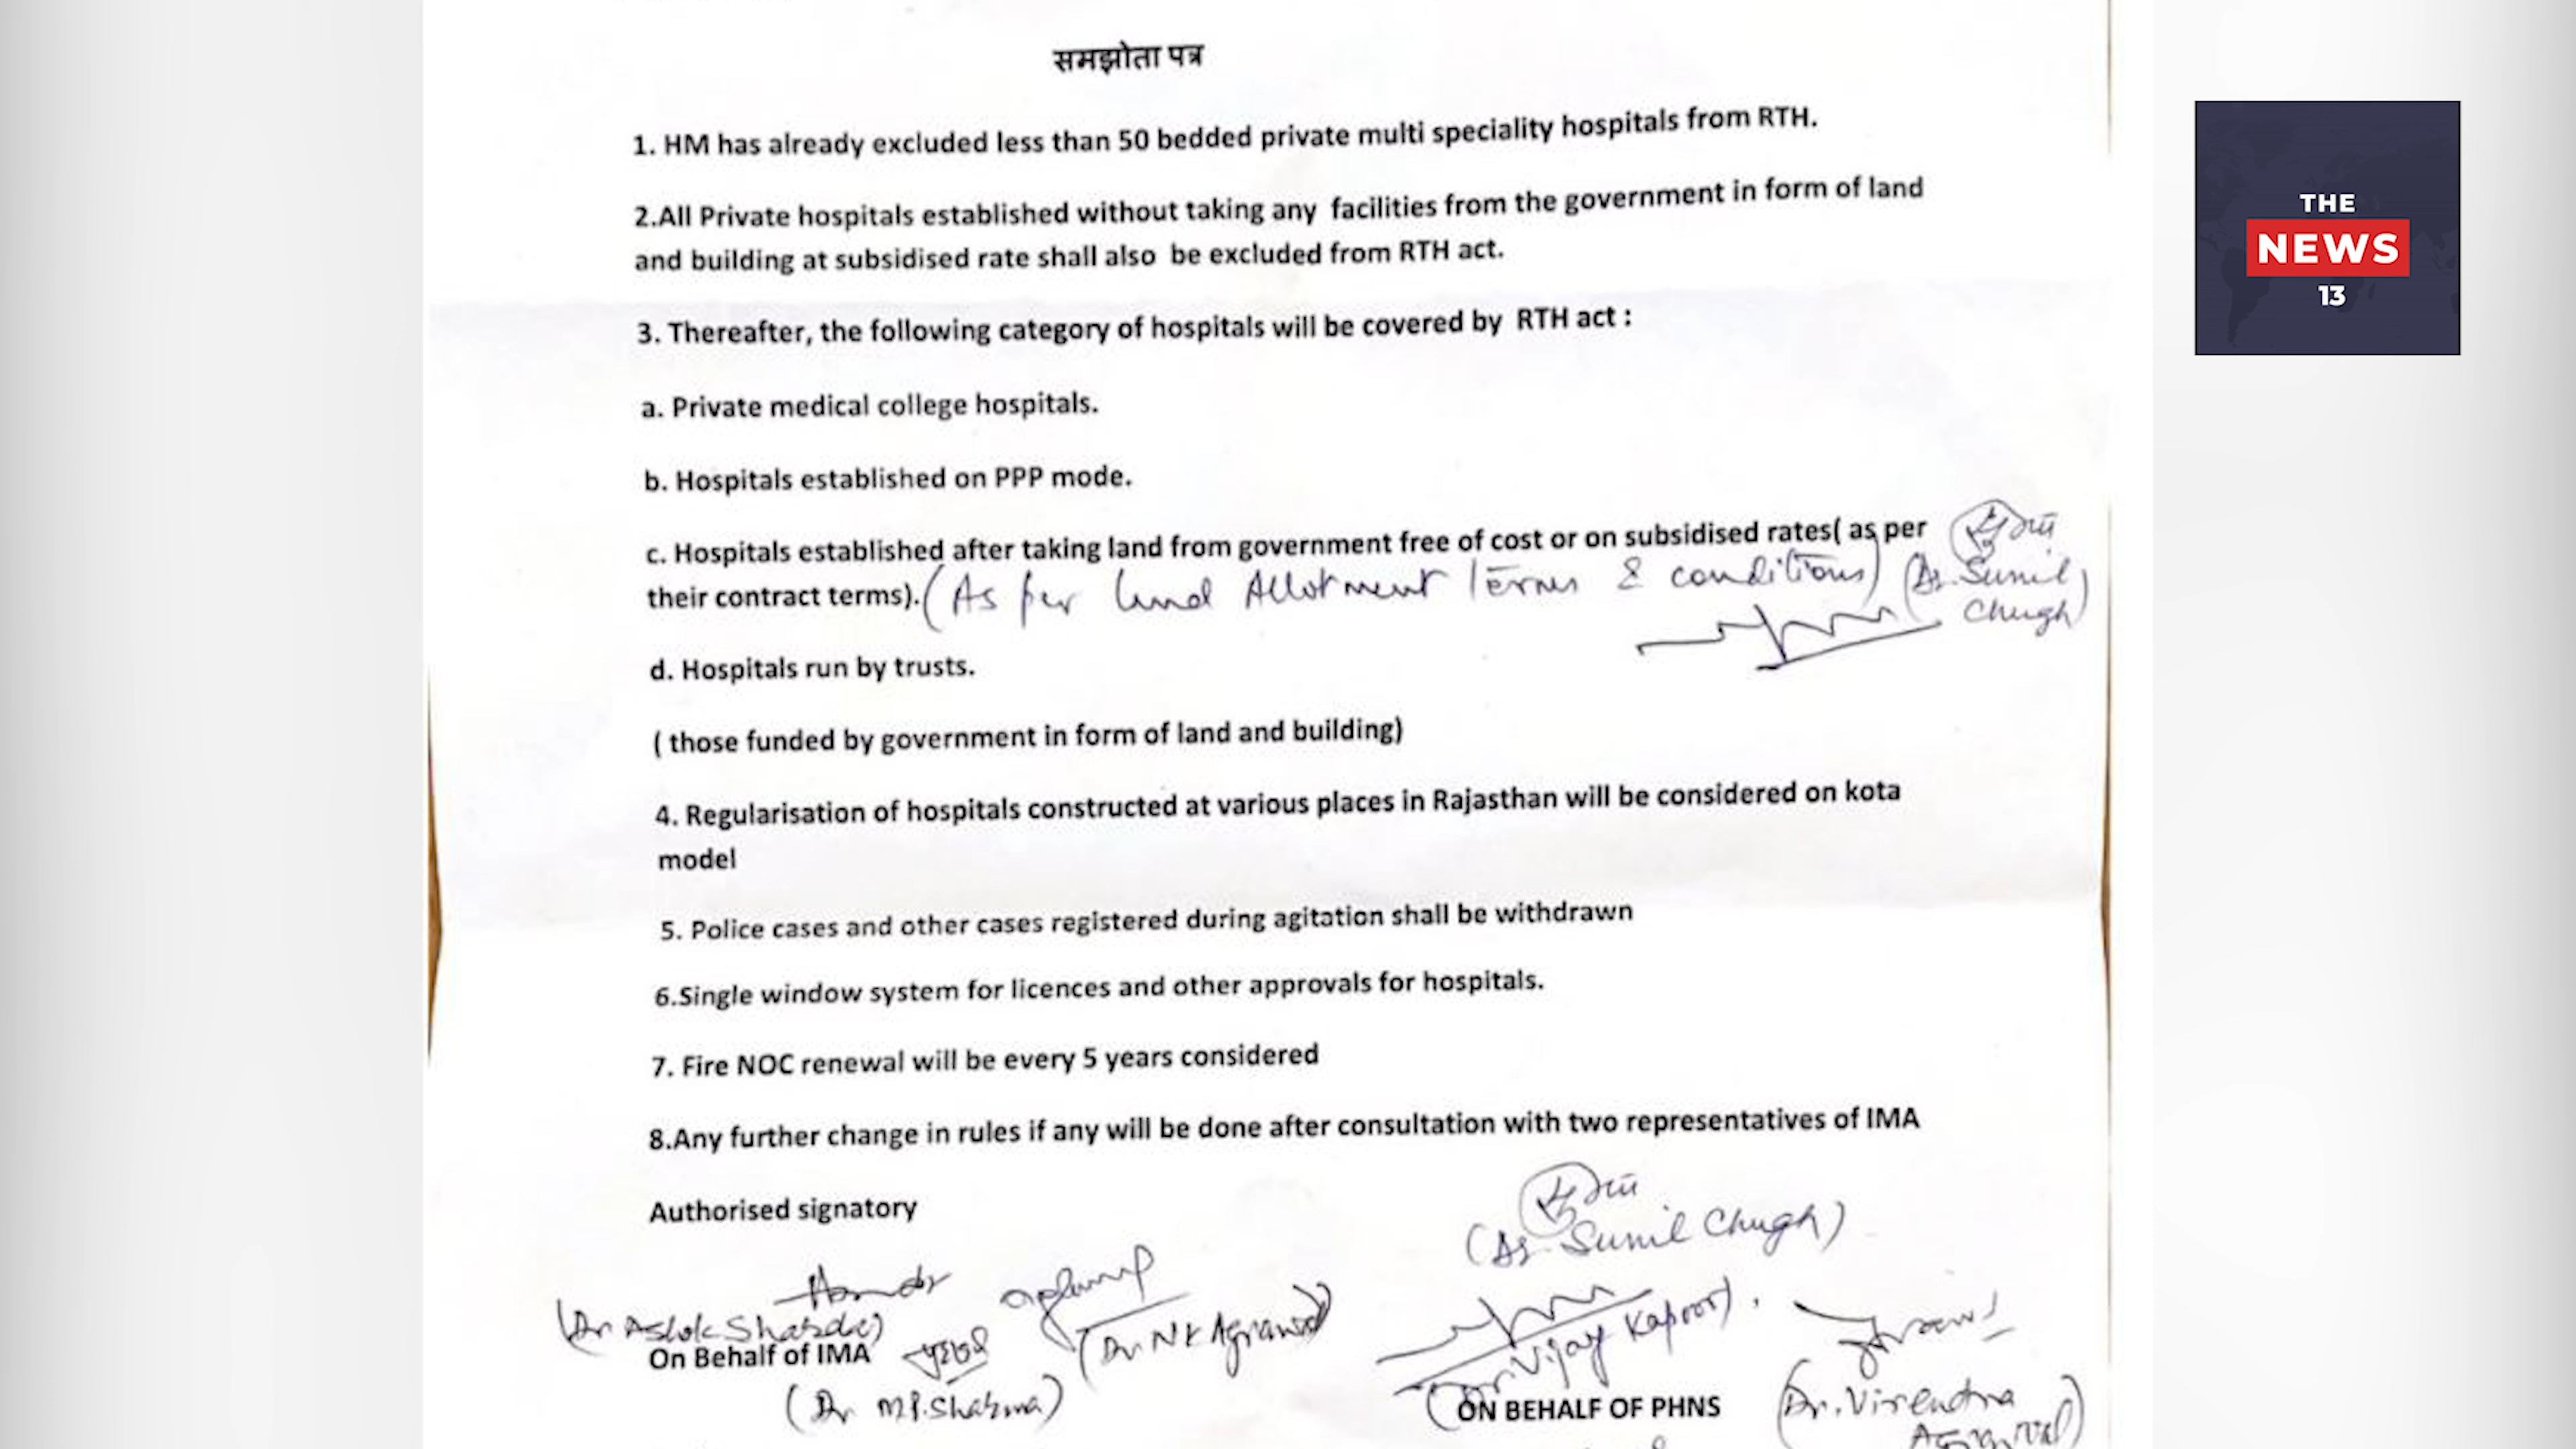 समझोता पत्र
1. HM has already excluded less than 50 bedded private multi speciality hospitals from RTH.
2.All Private hospitals established without taking any facilities from the government in form of land
and building at subsidised rate shall also be excluded from RTH act.
3. Thereafter, the following category of hospitals will be covered by RTH act :
a. Private medical college hospitals.
b. Hospitals established on PPP mode.
c. Hospitals established after taking land from government free of cost or on subsidised rates( as per
their contract terms). (As per land Allotment Terms & conditions) (Dr. Sunil
Chugh)
d. Hospitals run by trusts.
( those funded by government in form of land and building)
4. Regularisation of hospitals constructed at various places in Rajasthan will be considered on kota
model
5. Police cases and other cases registered during agitation shall be withdrawn
6.Single window system for licences and other approvals for hospitals.
7. Fire NOC renewal will be every 5 years considered
8.Any further change in rules if any will be done after consultation with two representatives of IMA
Authorised signatory
(Dr. Sunil Chugh)
(Dr Ashok Sharda)
(Dr. NK Agrawal)
(Dr. Vijay Kapoor)
On Behalf of IMA
(Dr M.P. Sharma)
ON BEHALF OF PHNS
(Dr. Virendra
Agrawal)
THE
NEWS
13